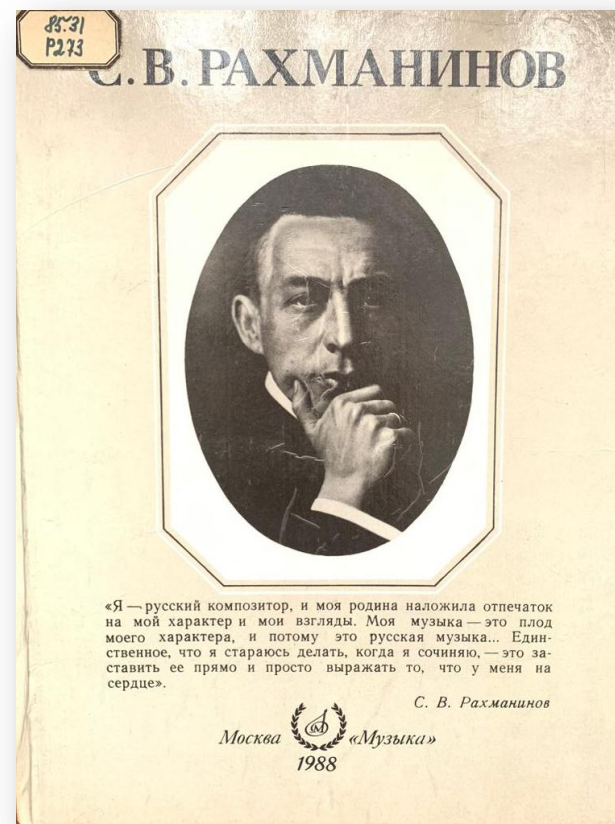 85.31
Р273
С. В. РАХМАНИНОВ
«Я — русский композитор, и моя родина наложила отпечаток
на мой характер и мои взгляды. Моя музыка — это плод
моего характера, и потому это русская музыка... Един-
ственное, что я стараюсь делать, когда я сочиняю, — это за-
ставить ее прямо и просто выражать то, что у меня на
сердце».
С. В. Рахманинов
Москва «Музыка»
1988